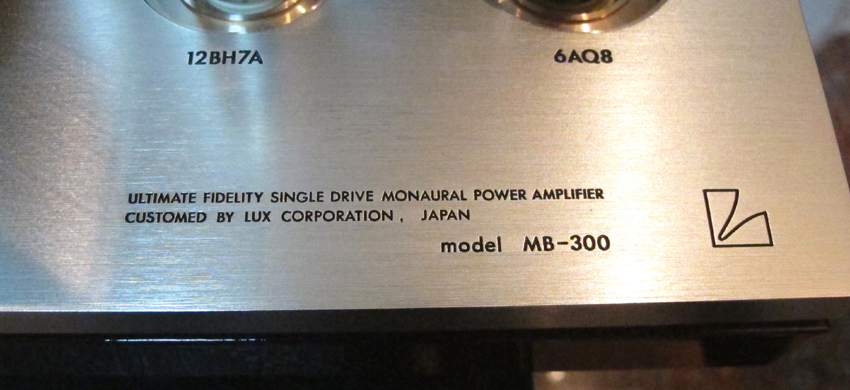 12BH7A 6AQ8
ULTIMATE FIDELITY SINGLE DRIVE MONAURAL POWER AMPLIFIER
CUSTOMED BY LUX CORPORATION, JAPAN
model MB-300